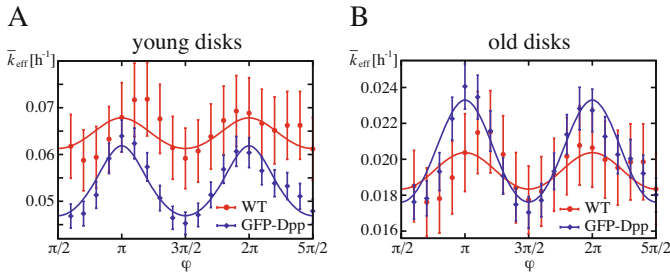 A
young disks
k̅eff [h⁻¹]
0.07
0.06
0.05
WT
GFP-Dpp
π/2 π 3π/2 2π 5π/2
φ
B
old disks
k̅eff [h⁻¹]
0.024
0.022
0.020
0.018
0.016
WT
GFP-Dpp
π/2 π 3π/2 2π 5π/2
φ